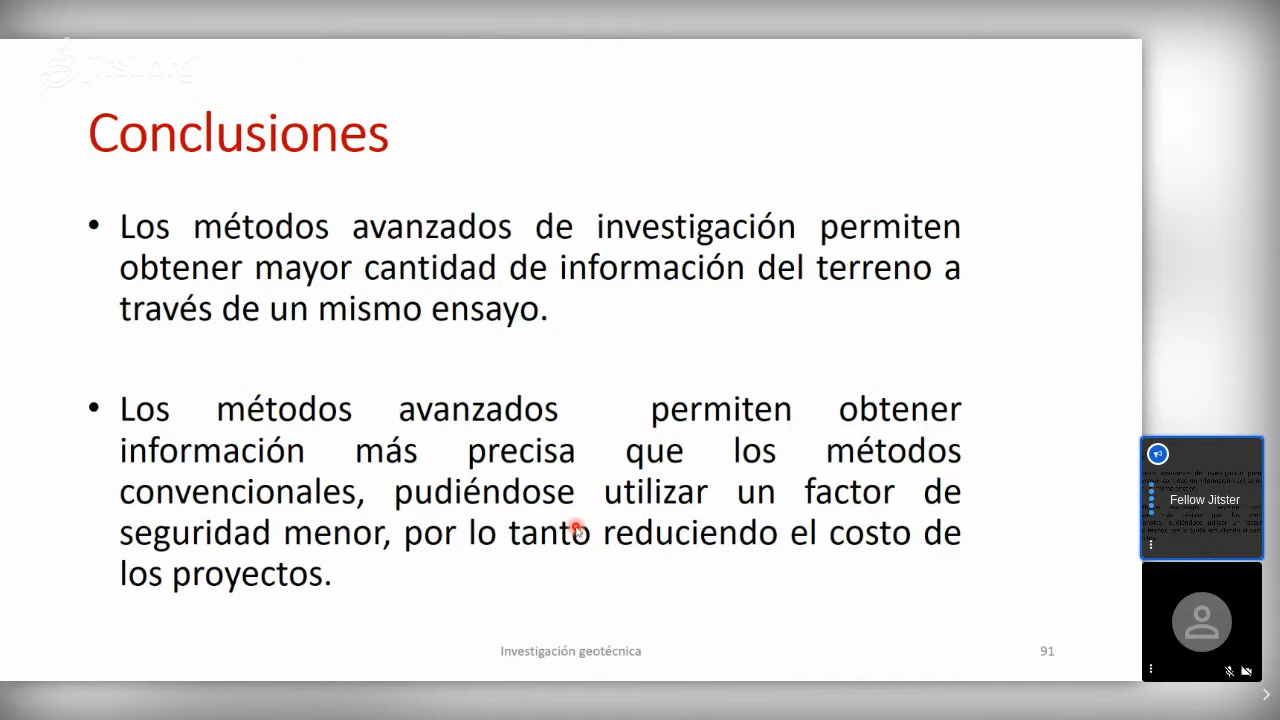 jitsi.org
Conclusiones
• Los métodos avanzados de investigación permiten
obtener mayor cantidad de información del terreno a
través de un mismo ensayo.
• Los métodos avanzados permiten obtener
información más precisa que los métodos
convencionales, pudiéndose utilizar un factor de
seguridad menor, por lo tanto reduciendo el costo de
los proyectos.
Investigación geotécnica
91
Fellow Jitster